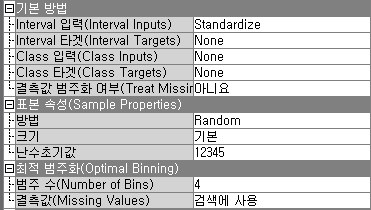 기본 방법
Interval 입력(Interval Inputs) Standardize
Interval 타겟(Interval Targets) None
Class 입력(Class Inputs) None
Class 타겟(Class Targets) None
결측값 범주화 여부(Treat Missin 아니요
표본 속성(Sample Properties)
방법 Random
크기 기본
난수초기값 12345
최적 범주화(Optimal Binning)
범주 수(Number of Bins) 4
결측값(Missing Values) 검색에 사용